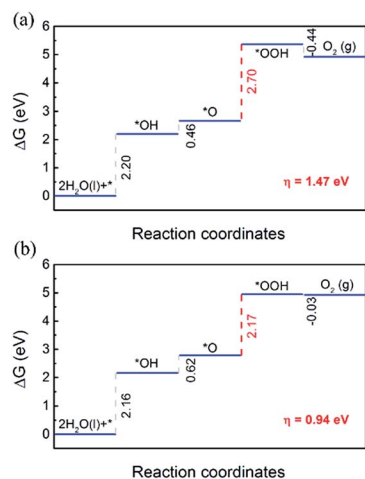 (a)
6
5
4
3
2
1
0
ΔG (eV)
2H₂O(l)+*
2.20
*OH
0.46
*O
2.70
*OOH
-0.44
O₂ (g)
η = 1.47 eV
Reaction coordinates
(b)
6
5
4
3
2
1
0
ΔG (eV)
2H₂O(l)+*
2.16
*OH
0.62
*O
2.17
*OOH
-0.03
O₂ (g)
η = 0.94 eV
Reaction coordinates